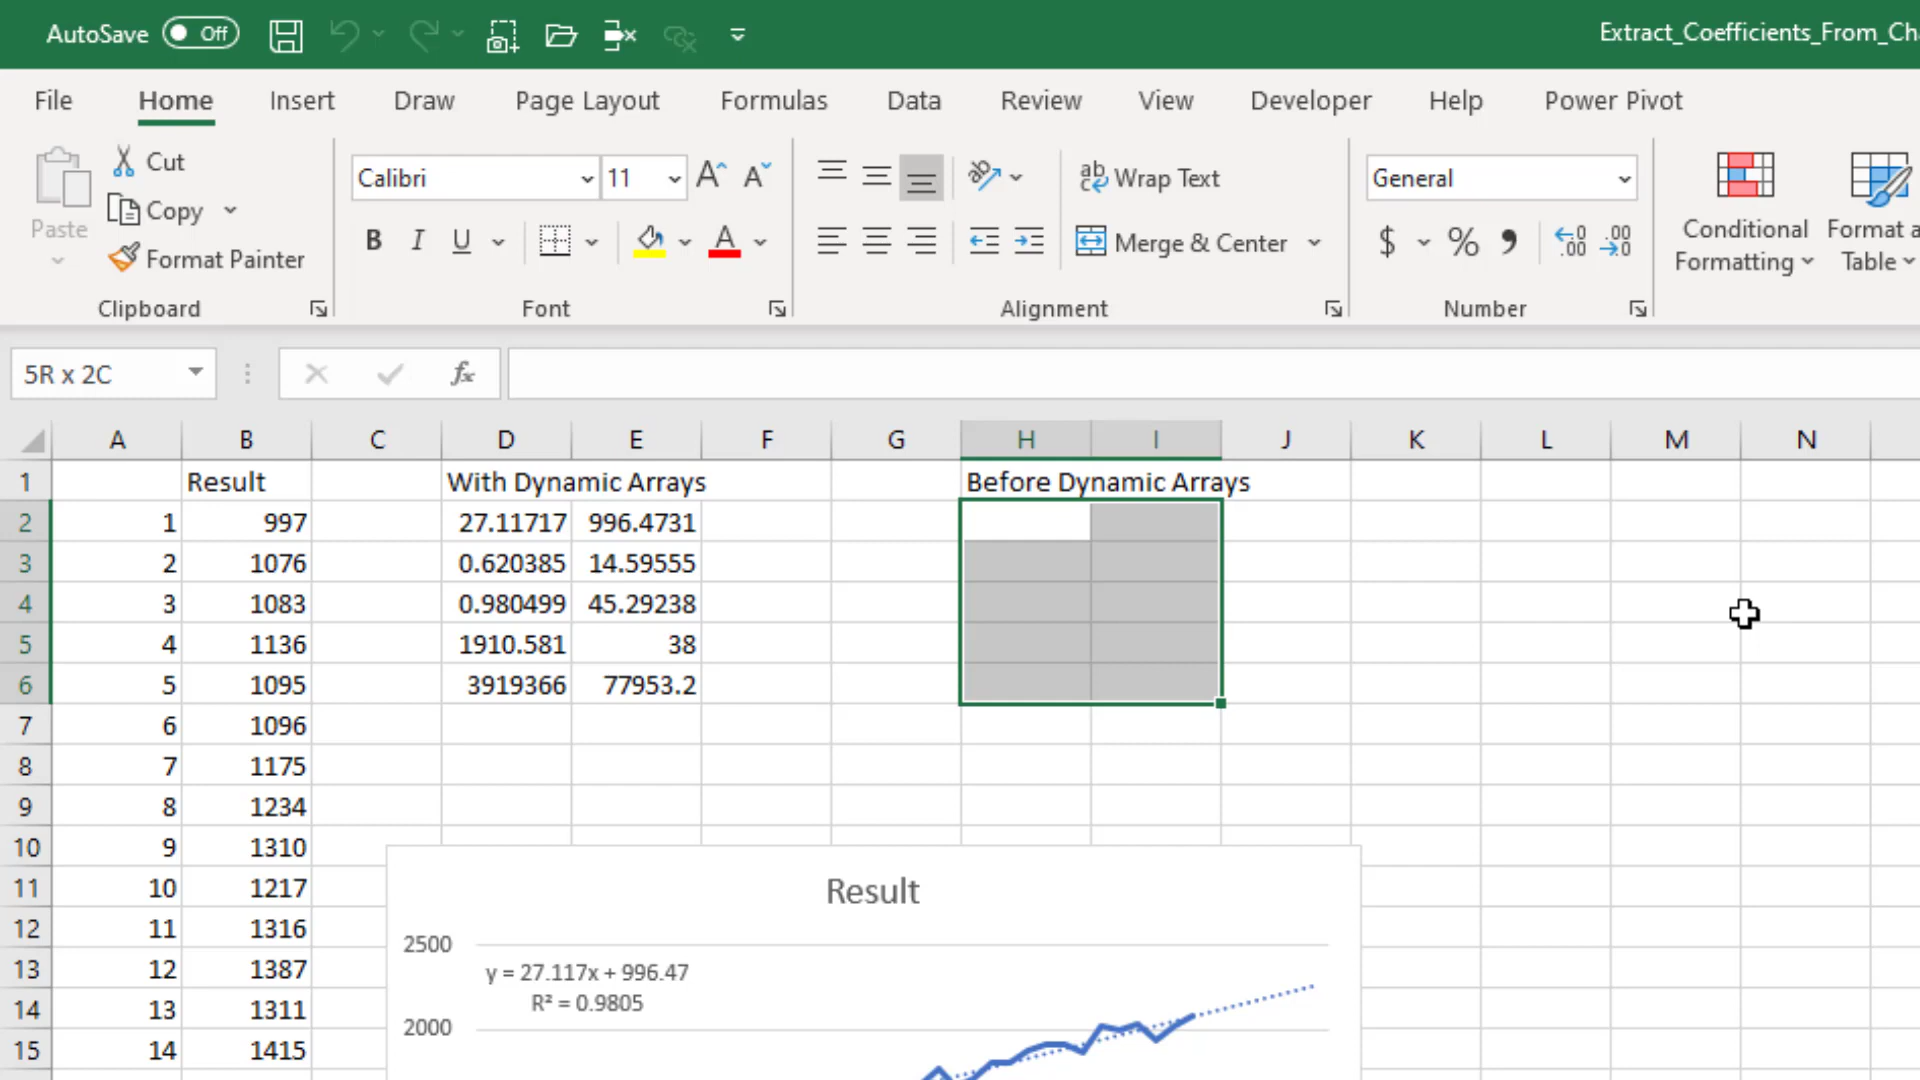 AutoSave Off
Extract_Coefficients_From_Ch
File Home Insert Draw Page Layout Formulas Data Review View Developer Help Power Pivot
Paste
Cut
Copy
Format Painter
Clipboard
Calibri 11
B I U
Font
Wrap Text
Merge & Center
Alignment
General
$ % 9
Number
Conditional Formatting
Format a
Table
5R x 2C
fx
A B C D E F G H I J K L M N
1 Result With Dynamic Arrays Before Dynamic Arrays
2 1 997 27.11717 996.4731
3 2 1076 0.620385 14.59555
4 3 1083 0.980499 45.29238
5 4 1136 1910.581 38
6 5 1095 3919366 77953.2
7 6 1096
8 7 1175
9 8 1234
10 9 1310
11 10 1217
12 11 1316
13 12 1387
14 13 1311
15 14 1415
Result
2500
y = 27.117x + 996.47
R² = 0.9805
2000